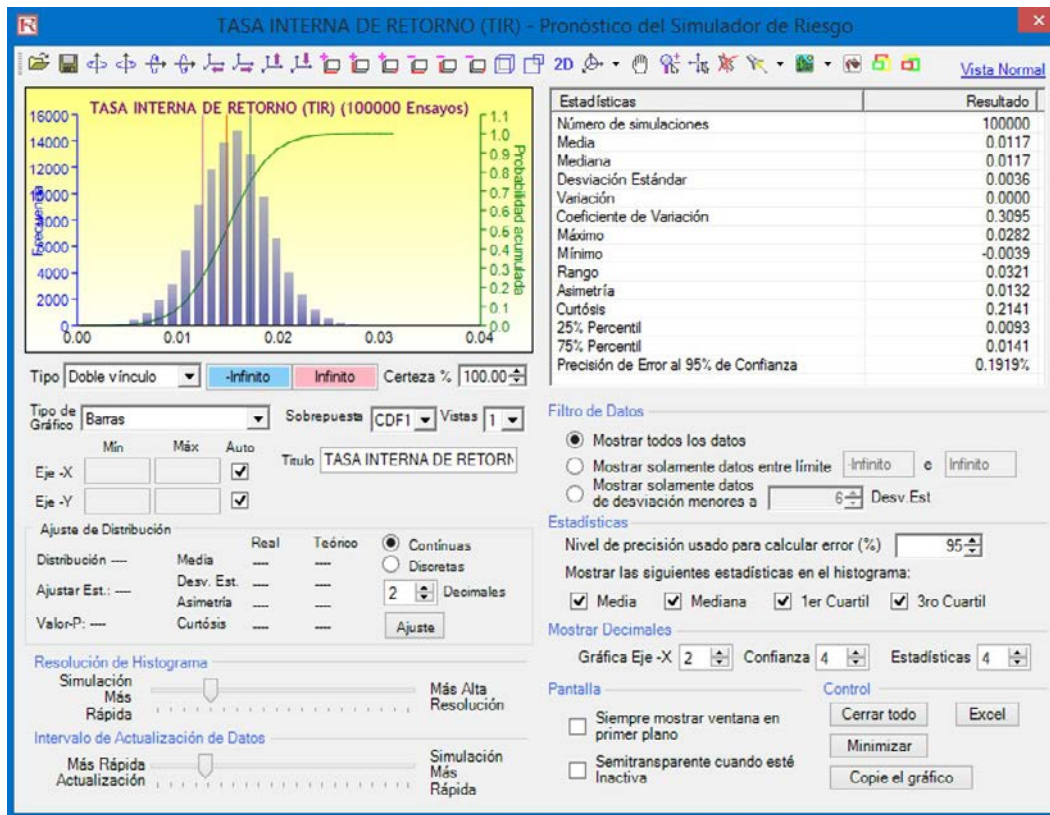 TASA INTERNA DE RETORNO (TIR) - Pronóstico del Simulador de Riesgo
2D
Vista Normal
TASA INTERNA DE RETORNO (TIR) (100000 Ensayos)
Frecuencia
16000
14000
12000
10000
8000
6000
4000
2000
0
0.00 0.01 0.02 0.03 0.04
1.1
1.0
0.9
0.8
0.7
0.6
0.5
0.4
0.3
0.2
0.1
0.0
Probabilidad acumulada
Tipo Doble vínculo -Infinito Infinito Certeza % 100.00
Tipo de Gráfico Barras Sobrepuesta CDF1 Vistas 1
Mín Máx Auto
Eje -X
Eje -Y
Titulo TASA INTERNA DE RETORN
Ajuste de Distribución
Real Teórico
Distribución ---- Media ---- ----
Ajustar Est.: ---- Desv. Est. ---- ----
Asimetría ---- ----
Valor-P: ---- Curtósis ---- ----
Contínuas
Discretas
2 Decimales
Ajuste
Resolución de Histograma
Simulación Más Rápida
Más Alta Resolución
Intervalo de Actualización de Datos
Más Rápida Actualización
Simulación Más Rápida
Estadísticas Resultado
Número de simulaciones 100000
Media 0.0117
Mediana 0.0117
Desviación Estándar 0.0036
Variación 0.0000
Coeficiente de Variación 0.3095
Máximo 0.0282
Mínimo -0.0039
Rango 0.0321
Asimetría 0.0132
Curtósis 0.2141
25% Percentil 0.0093
75% Percentil 0.0141
Precisión de Error al 95% de Confianza 0.1919%
Filtro de Datos
Mostrar todos los datos
Mostrar solamente datos entre límite -Infinito e Infinito
Mostrar solamente datos
de desviación menores a 6 Desv.Est
Estadísticas
Nivel de precisión usado para calcular error (%) 95
Mostrar las siguientes estadísticas en el histograma:
Media Mediana 1er Cuartil 3ro Cuartil
Mostrar Decimales
Gráfica Eje -X 2 Confianza 4 Estadísticas 4
Pantalla
Siempre mostrar ventana en
primer plano
Semitransparente cuando esté
Inactiva
Control
Cerrar todo Excel
Minimizar
Copie el gráfico